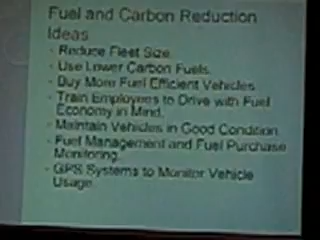 Fuel and Carbon Reduction
Ideas
- Reduce Fleet Size.
- Use Lower Carbon Fuels.
- Buy More Fuel Efficient Vehicles
- Train Employees to Drive with Fuel
Economy in Mind.
- Maintain Vehicles in Good Condition.
- Fuel Management and Fuel Purchase
Monitoring.
- GPS Systems to Monitor Vehicle
Usage.